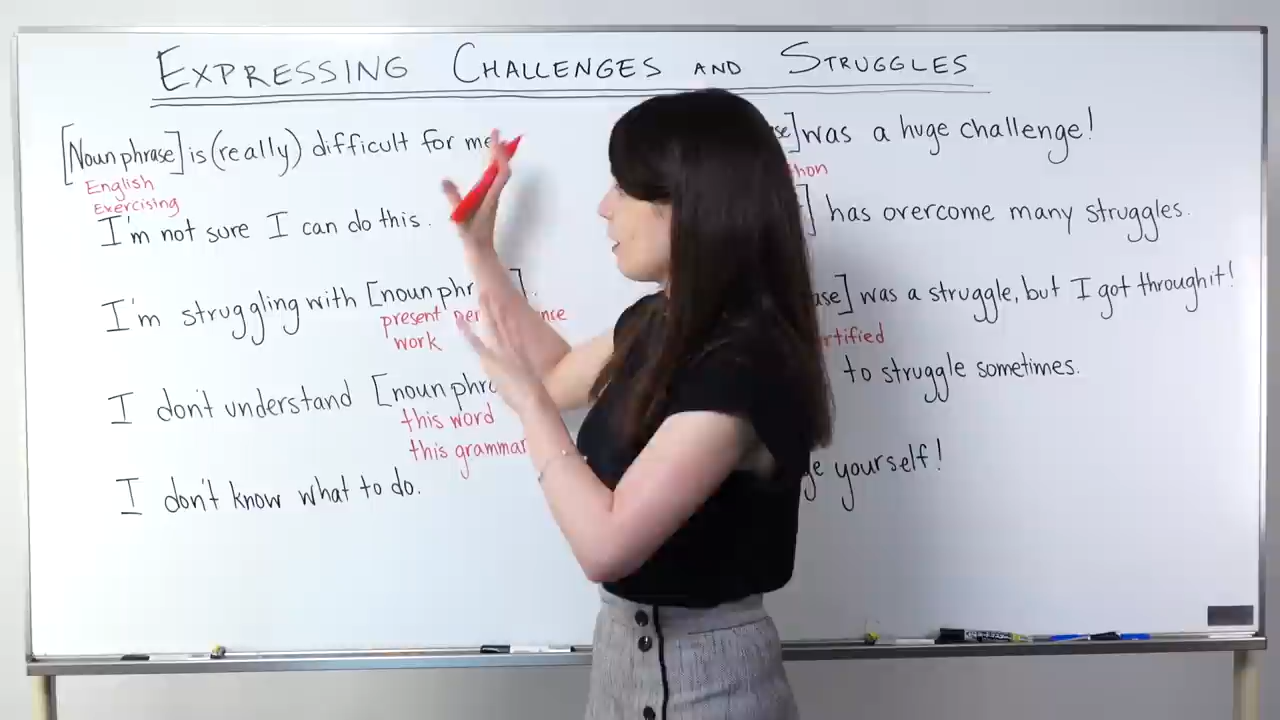 EXPRESSING CHALLENGES AND STRUGGLES
[Noun phrase] is (really) difficult for me
English
Exercising
I'm not sure I can do this.
I'm struggling with [noun phr ].
present
work
I don't understand [noun phr
this word
this grammar
I don't know what to do.
] was a huge challenge!
] has overcome many struggles.
] was a struggle, but I got through it!
to struggle sometimes.
yourself!